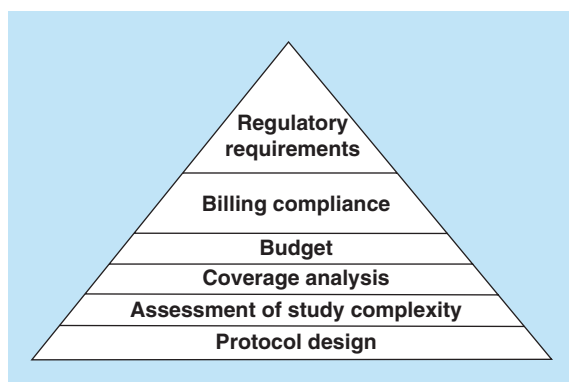 Regulatory
requirements
Billing compliance
Budget
Coverage analysis
Assessment of study complexity
Protocol design